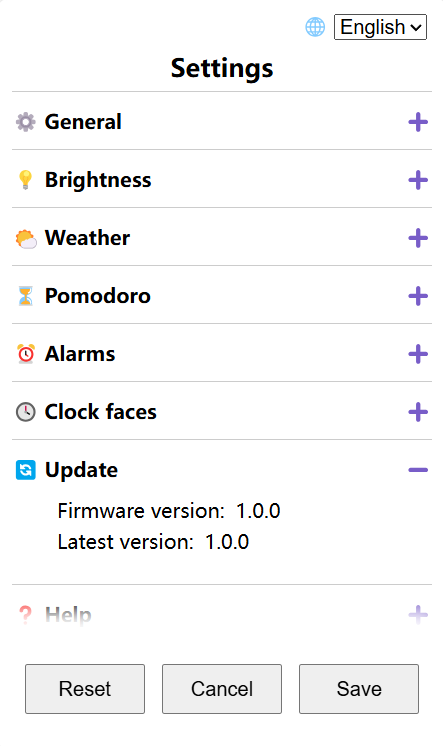 English
Settings
General
Brightness
Weather
Pomodoro
Alarms
Clock faces
Update
Firmware version: 1.0.0
Latest version: 1.0.0
Help
Reset Cancel Save